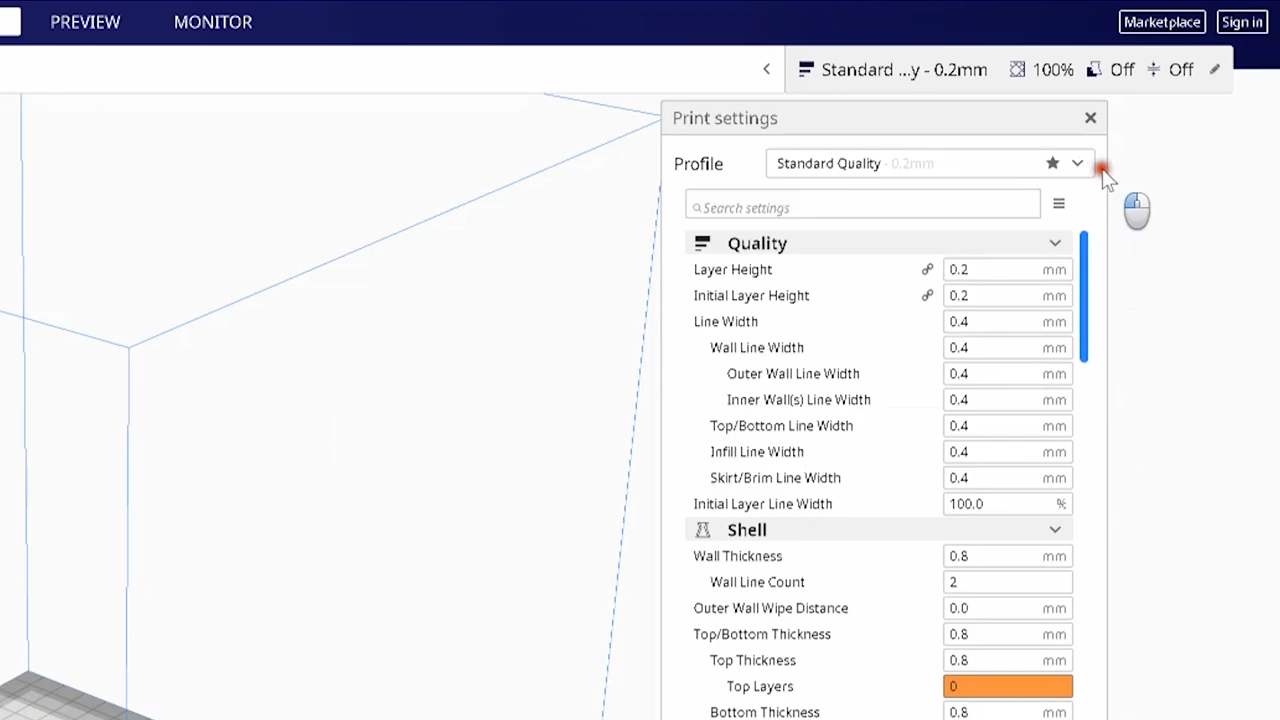 PREVIEW MONITOR Marketplace Sign in
Standard ...y - 0.2mm 100% Off Off
Print settings
Profile Standard Quality - 0.2mm
Search settings
Quality
Layer Height 0.2 mm
Initial Layer Height 0.2 mm
Line Width 0.4 mm
Wall Line Width 0.4 mm
Outer Wall Line Width 0.4 mm
Inner Wall(s) Line Width 0.4 mm
Top/Bottom Line Width 0.4 mm
Infill Line Width 0.4 mm
Skirt/Brim Line Width 0.4 mm
Initial Layer Line Width 100.0 %
Shell
Wall Thickness 0.8 mm
Wall Line Count 2
Outer Wall Wipe Distance 0.0 mm
Top/Bottom Thickness 0.8 mm
Top Thickness 0.8 mm
Top Layers 0
Bottom Thickness 0.8 mm